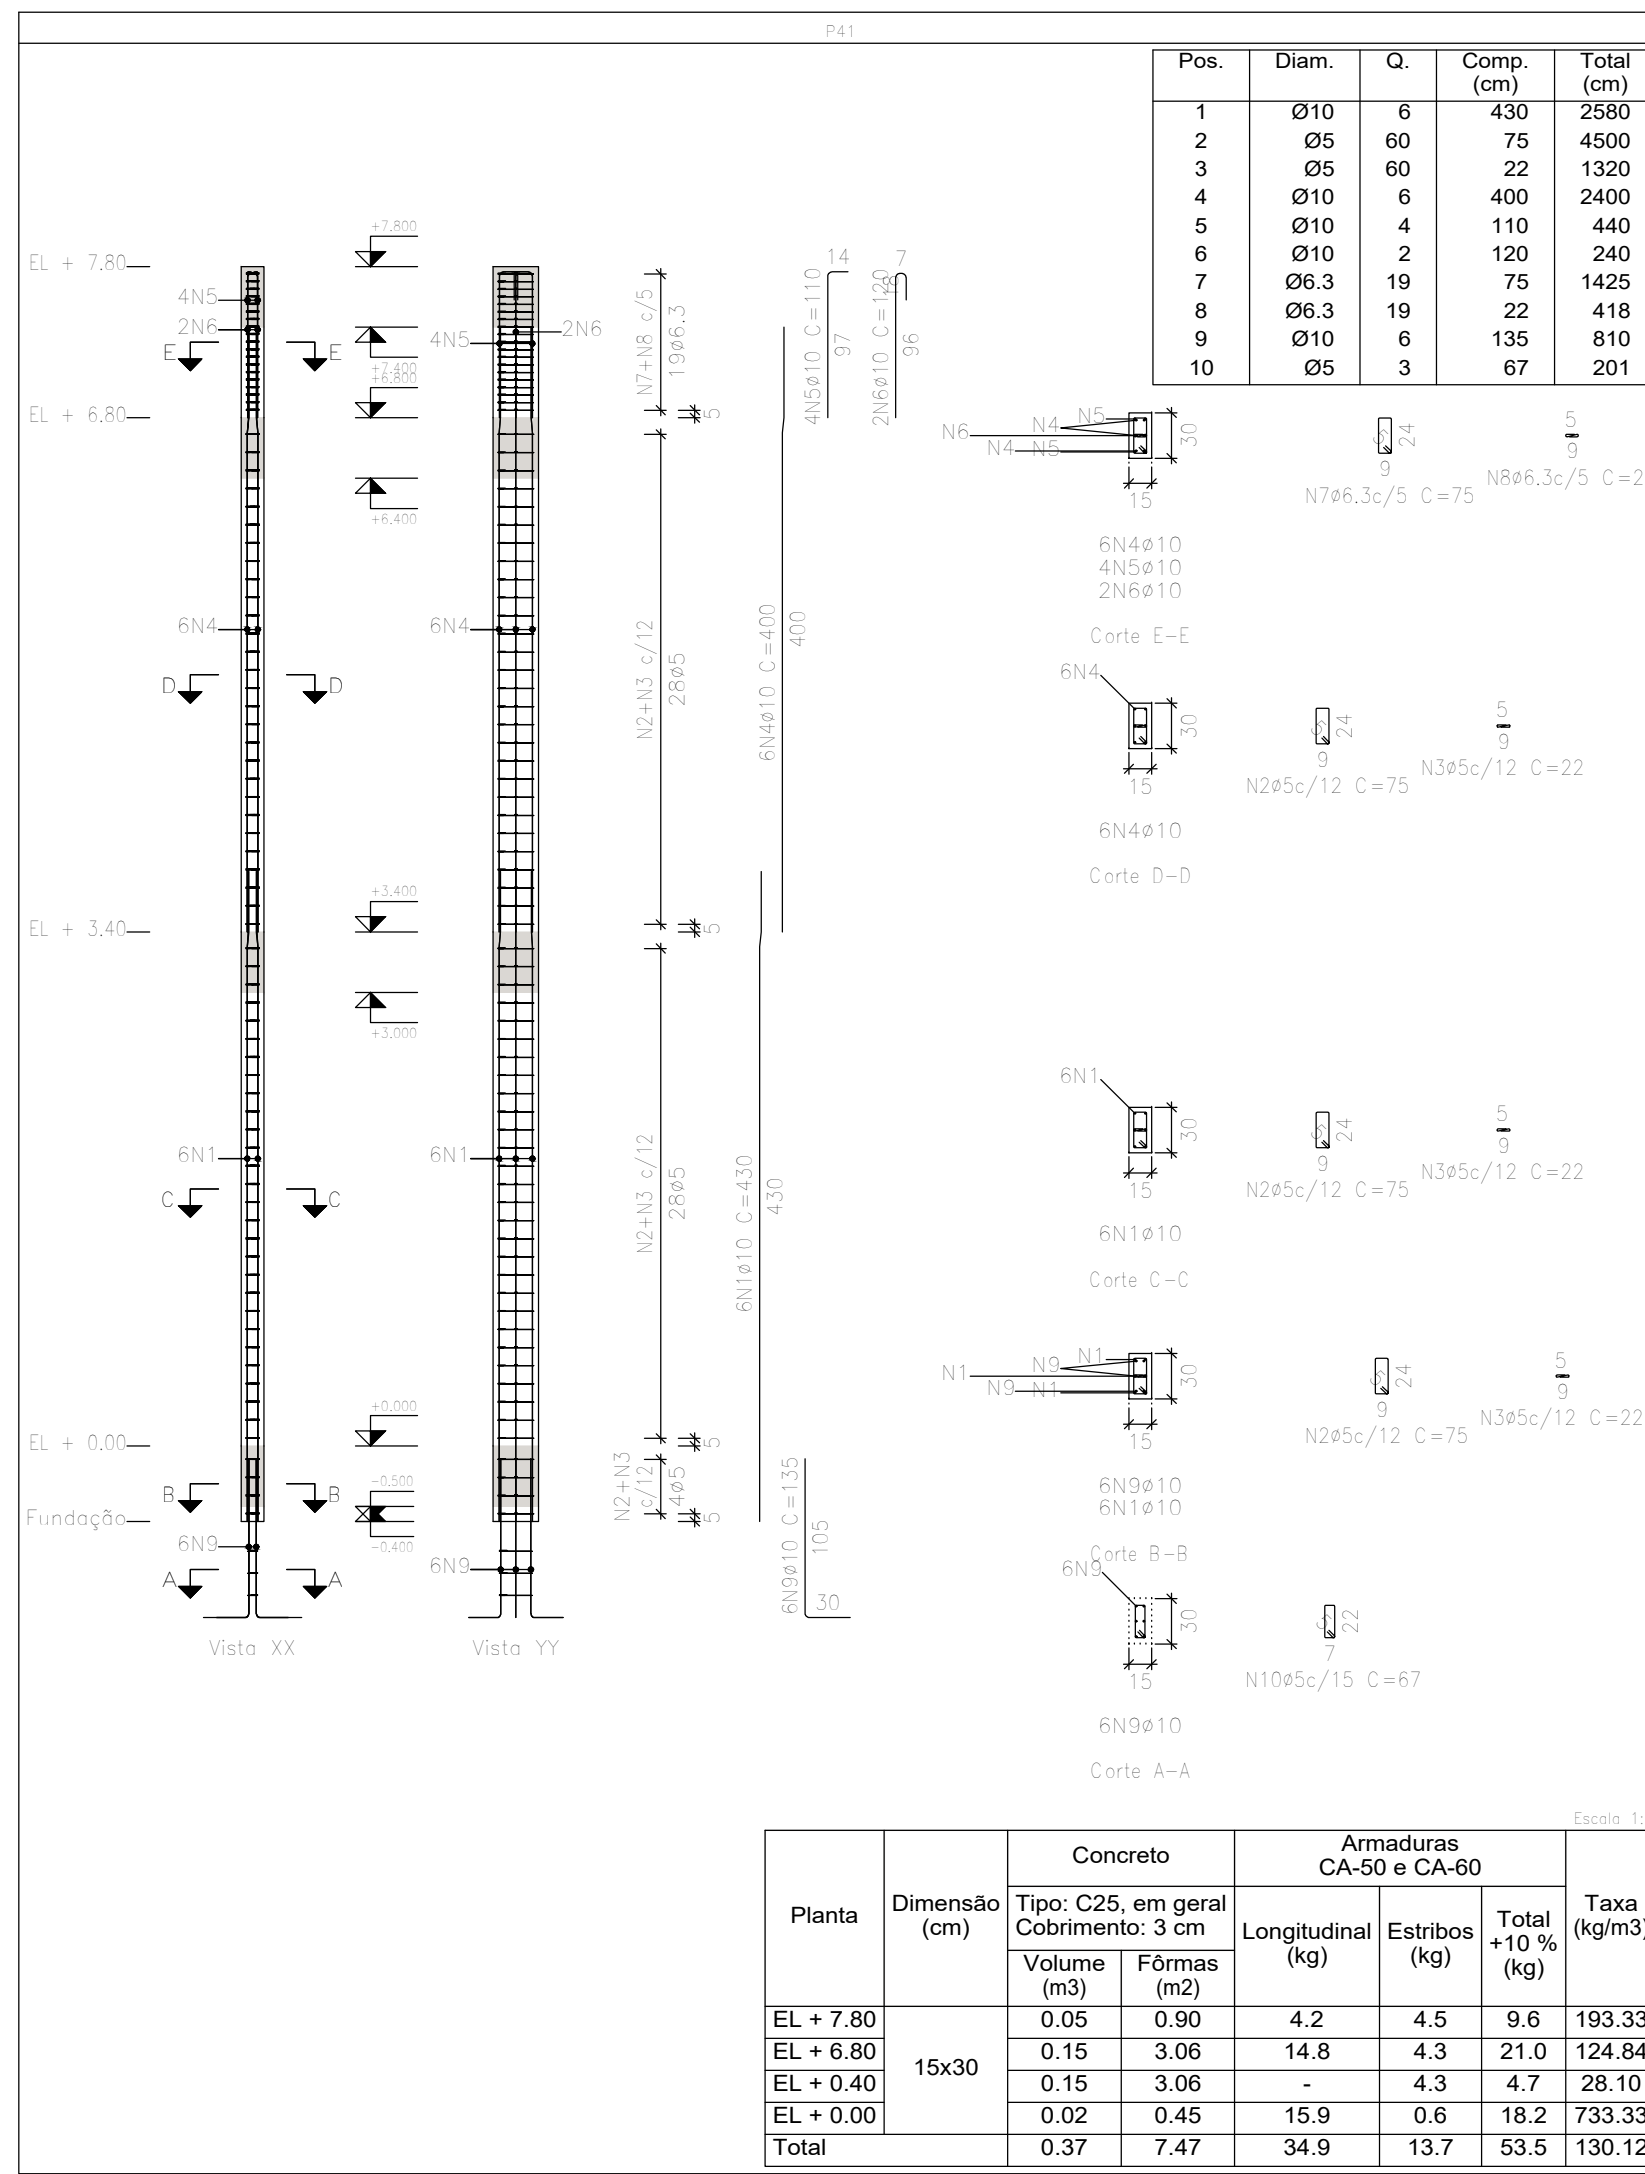 P41
Pos. Diam. Q. Comp. (cm) Total (cm)
1 Ø10 6 430 2580
2 Ø5 60 75 4500
3 Ø5 60 22 1320
4 Ø10 6 400 2400
5 Ø10 4 110 440
6 Ø10 2 120 240
7 Ø6.3 19 75 1425
8 Ø6.3 19 22 418
9 Ø10 6 135 810
10 Ø5 3 67 201
EL + 7.80
4N5
2N6
E E
EL + 6.80
6N4
D D
EL + 3.40
6N1
C C
EL + 0.00
B B
Fundação
6N9
A A
Vista XX
+7.800
+7.400
+6.800
+6.400
+3.400
+3.000
+0.000
-0.500
-0.400
4N5
2N6
6N4
6N1
6N9
Vista YY
N7+N8 c/5
19ø6.3
5
N2+N3 c/12
28ø5
5
N2+N3 c/12
28ø5
5
N2+N3
c/12
4ø5
5
14
4N5ø10 C=110
97
7
18
2N6ø10 C=120
96
6N4ø10 C=400
400
6N1ø10 C=430
430
6N9ø10 C=135
105
30
N6
N4
N5
N4
N5
30
15
6N4ø10
4N5ø10
2N6ø10
Corte E-E
24
9
N7ø6.3c/5 C=75
5
9
N8ø6.3c/5 C=2
6N4
30
15
6N4ø10
Corte D-D
24
9
N2ø5c/12 C=75
5
9
N3ø5c/12 C=22
6N1
30
15
6N1ø10
Corte C-C
24
9
N2ø5c/12 C=75
5
9
N3ø5c/12 C=22
N1
N9
N1
N9
N1
30
15
6N9ø10
6N1ø10
Corte B-B
24
9
N2ø5c/12 C=75
5
9
N3ø5c/12 C=22
6N9
30
15
6N9ø10
Corte A-A
22
7
N10ø5c/15 C=67
Escala 1:
Planta
Dimensão (cm)
Concreto
Tipo: C25, em geral
Cobrimento: 3 cm
Volume (m3)
Fôrmas (m2)
Armaduras
CA-50 e CA-60
Longitudinal (kg)
Estribos (kg)
Total +10 % (kg)
Taxa (kg/m3)
EL + 7.80 0.05 0.90 4.2 4.5 9.6 193.33
EL + 6.80 15x30 0.15 3.06 14.8 4.3 21.0 124.84
EL + 0.40 0.15 3.06 - 4.3 4.7 28.10
EL + 0.00 0.02 0.45 15.9 0.6 18.2 733.33
Total 0.37 7.47 34.9 13.7 53.5 130.12